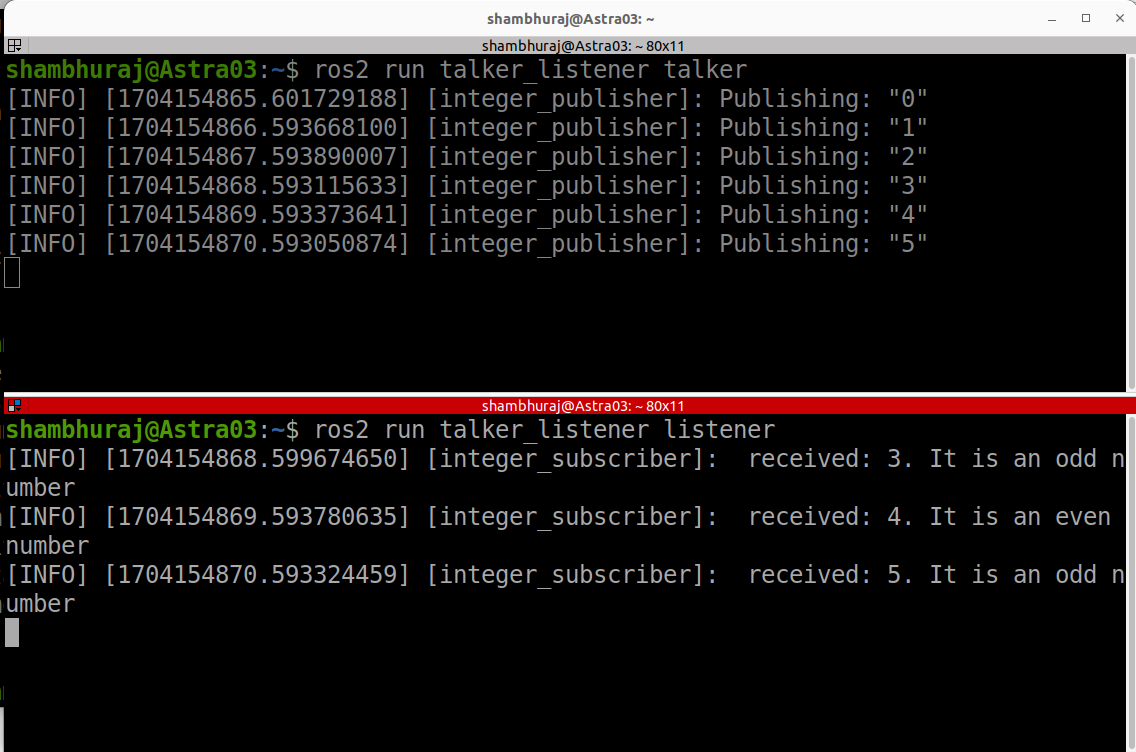 shambhuraj@Astra03: ~
shambhuraj@Astra03: ~ 80x11
shambhuraj@Astra03:~$ ros2 run talker_listener talker
[INFO] [1704154865.601729188] [integer_publisher]: Publishing: "0"
[INFO] [1704154866.593668100] [integer_publisher]: Publishing: "1"
[INFO] [1704154867.593890007] [integer_publisher]: Publishing: "2"
[INFO] [1704154868.593115633] [integer_publisher]: Publishing: "3"
[INFO] [1704154869.593373641] [integer_publisher]: Publishing: "4"
[INFO] [1704154870.593050874] [integer_publisher]: Publishing: "5"
shambhuraj@Astra03: ~ 80x11
shambhuraj@Astra03:~$ ros2 run talker_listener listener
[INFO] [1704154868.599674650] [integer_subscriber]:  received: 3. It is an odd n
umber
[INFO] [1704154869.593780635] [integer_subscriber]:  received: 4. It is an even
number
[INFO] [1704154870.593324459] [integer_subscriber]:  received: 5. It is an odd n
umber